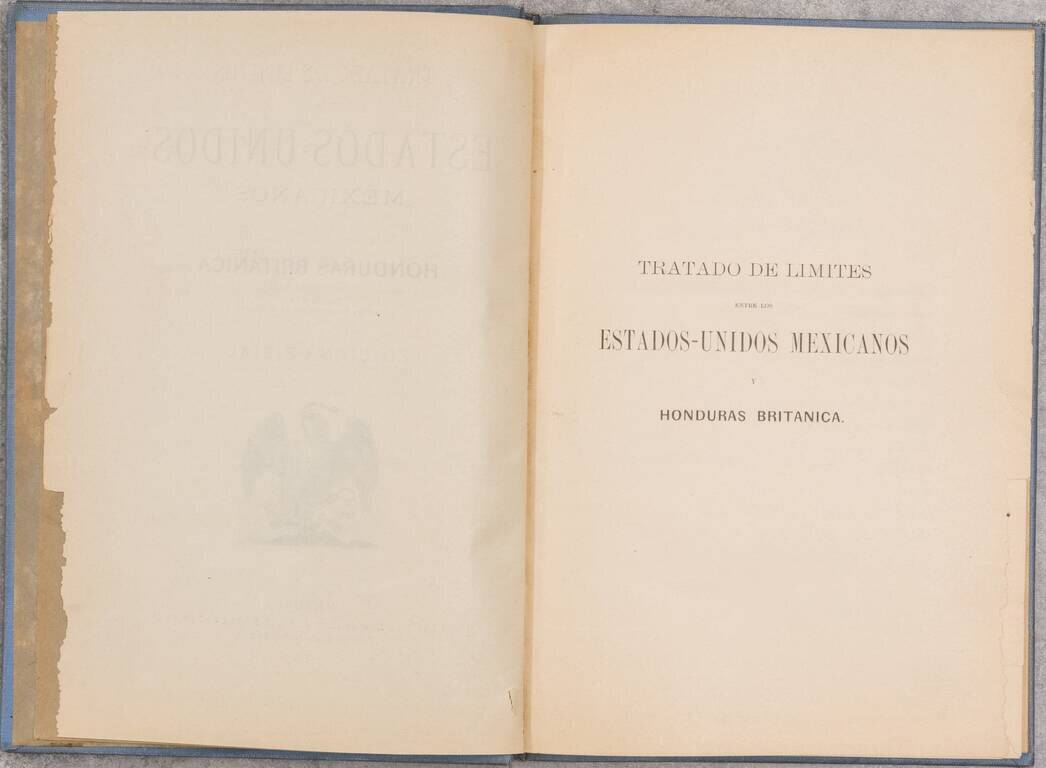 TRATADO DE LIMITES
ENTRE LOS
ESTADOS-UNIDOS MEXICANOS
Y
HONDURAS BRITANICA.